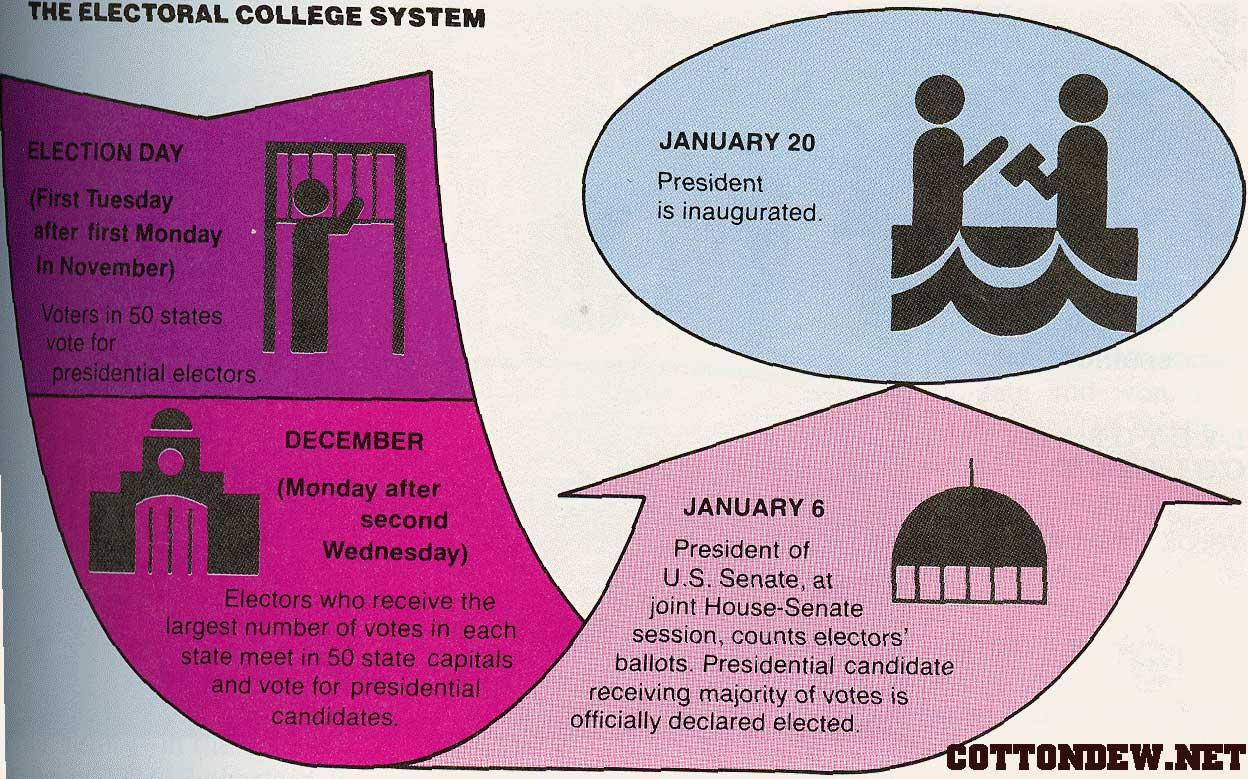 THE ELECTORAL COLLEGE SYSTEM
ELECTION DAY
(First Tuesday
after first Monday
In November)
Voters in 50 states
vote for
presidential electors.
DECEMBER
(Monday after
second
Wednesday)
Electors who receive the
largest number of votes in each
state meet in 50 state capitals
and vote for presidential
candidates.
JANUARY 6
President of
U.S. Senate, at
joint House-Senate
session, counts electors'
ballots. Presidential candidate
receiving majority of votes is
officially declared elected.
JANUARY 20
President
is inaugurated.
COTTONDEW.NET